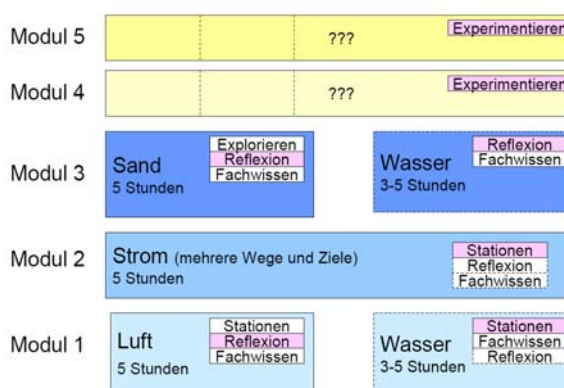 Modul 5
???
Experimentieren
Modul 4
???
Experimentieren
Modul 3
Sand
5 Stunden
Explorieren
Reflexion
Fachwissen
Wasser
3-5 Stunden
Reflexion
Fachwissen
Modul 2
Strom (mehrere Wege und Ziele)
5 Stunden
Stationen
Reflexion
Fachwissen
Modul 1
Luft
5 Stunden
Stationen
Reflexion
Fachwissen
Wasser
3-5 Stunden
Stationen
Fachwissen
Reflexion